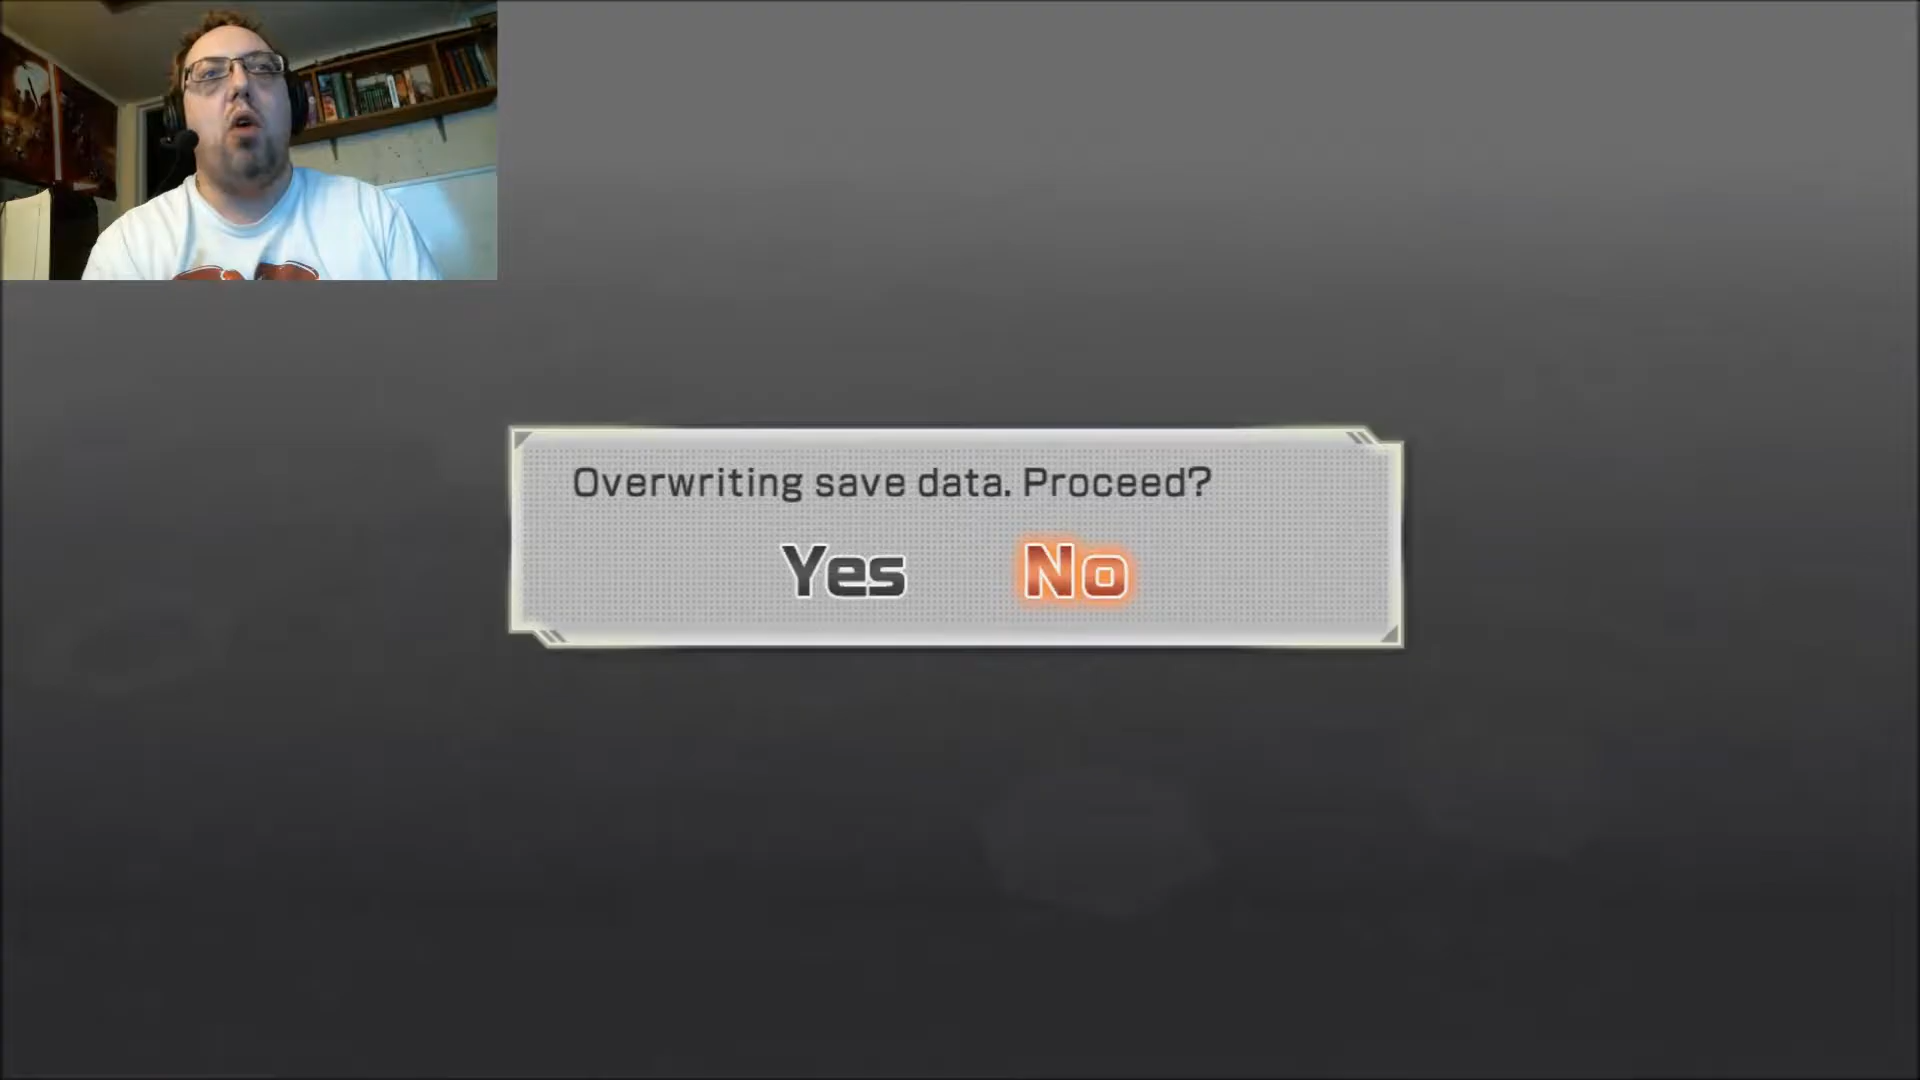 Overwriting save data. Proceed?
Yes No